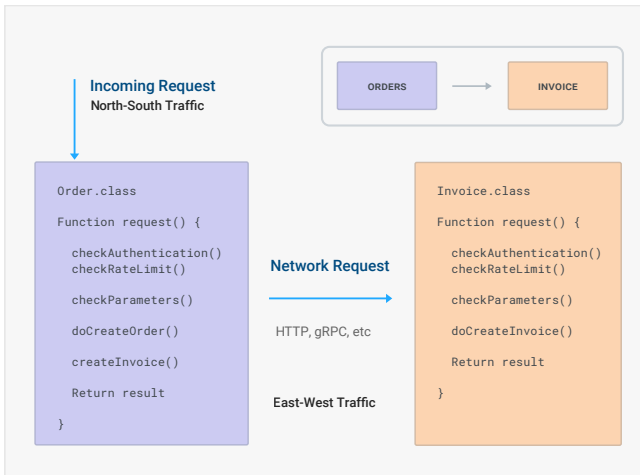 Incoming Request
North-South Traffic
ORDERS
INVOICE
Order.class
Function request() {
checkAuthentication()
checkRateLimit()
checkParameters()
doCreateOrder()
createInvoice()
Return result
}
Network Request
HTTP, gRPC, etc
East-West Traffic
Invoice.class
Function request() {
checkAuthentication()
checkRateLimit()
checkParameters()
doCreateInvoice()
Return result
}